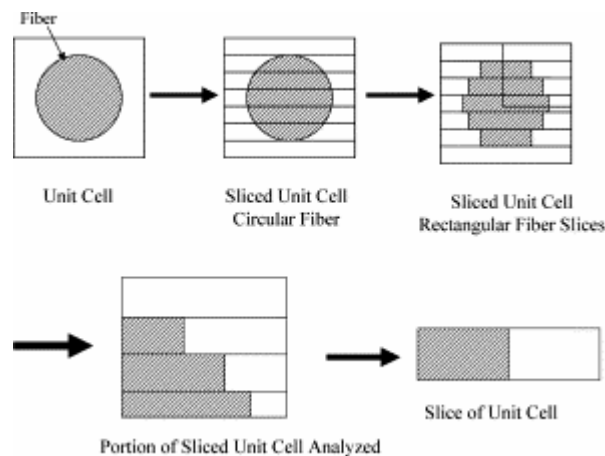 Fiber
Unit Cell
Sliced Unit Cell
Circular Fiber
Sliced Unit Cell
Rectangular Fiber Slices
Portion of Sliced Unit Cell Analyzed
Slice of Unit Cell